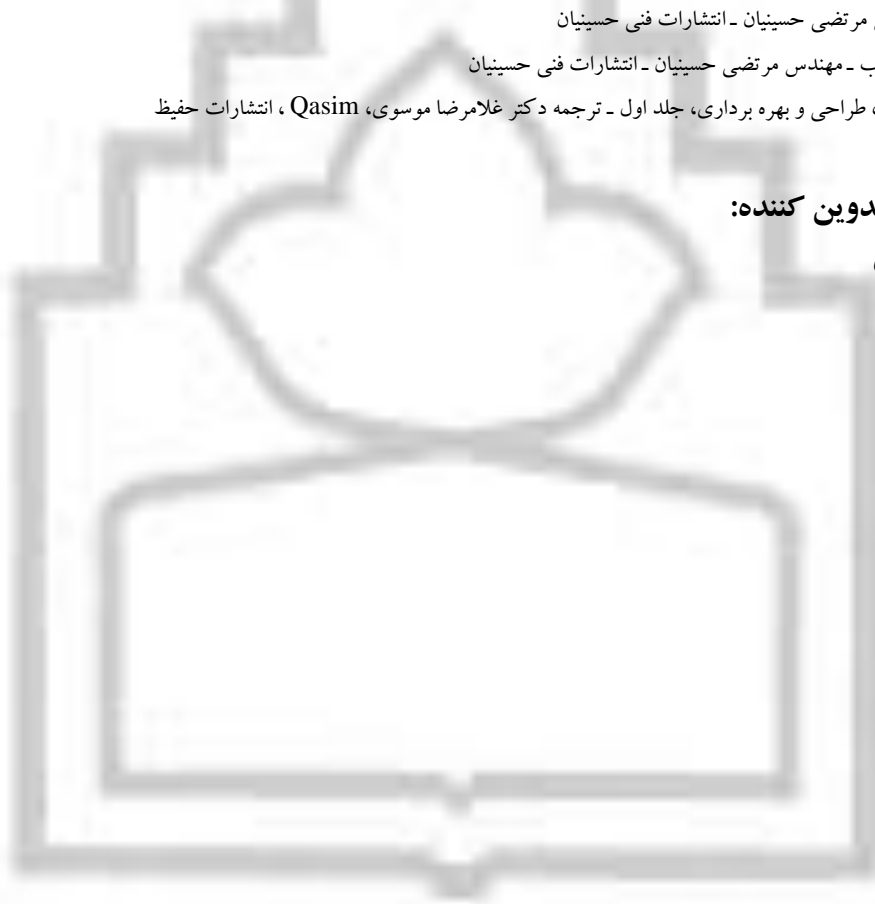 مرتضی حسینیان ـ انتشارات فنی حسینیان
ـ مهندس مرتضی حسینیان ـ انتشارات فنی حسینیان
، طراحی و بهره برداری، جلد اول ـ ترجمه دکتر غلامرضا موسوی، Qasim ، انتشارات حفیظ
کننده: